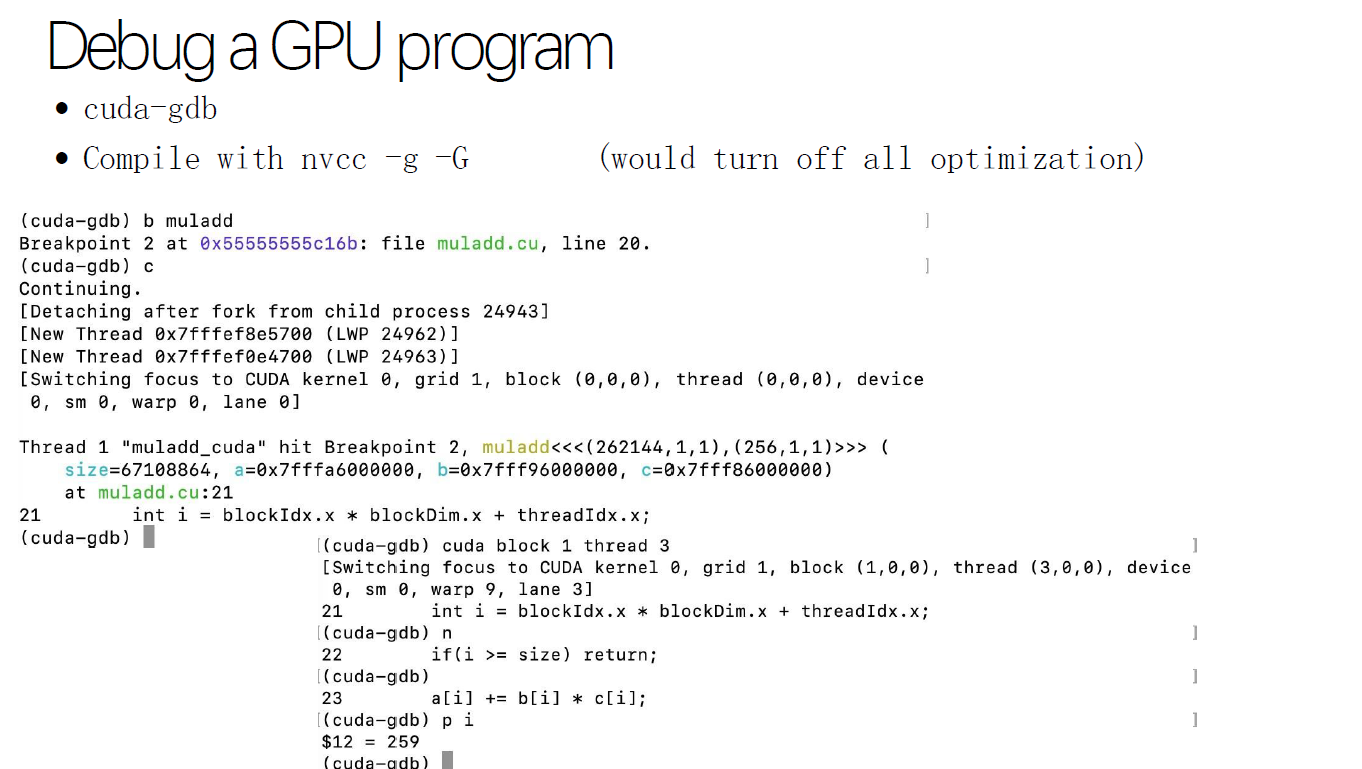 Debug a GPU program
• cuda-gdb
• Compile with nvcc -g -G (would turn off all optimization)
(cuda-gdb) b muladd ]
Breakpoint 2 at 0x55555555c16b: file muladd.cu, line 20.
(cuda-gdb) c ]
Continuing.
[Detaching after fork from child process 24943]
[New Thread 0x7fffef8e5700 (LWP 24962)]
[New Thread 0x7fffef0e4700 (LWP 24963)]
[Switching focus to CUDA kernel 0, grid 1, block (0,0,0), thread (0,0,0), device
0, sm 0, warp 0, lane 0]
Thread 1 "muladd_cuda" hit Breakpoint 2, muladd<<<(262144,1,1),(256,1,1)>>> (
size=67108864, a=0x7fffa6000000, b=0x7fff96000000, c=0x7fff86000000)
at muladd.cu:21
21 int i = blockIdx.x * blockDim.x + threadIdx.x;
(cuda-gdb)
[(cuda-gdb) cuda block 1 thread 3 ]
[Switching focus to CUDA kernel 0, grid 1, block (1,0,0), thread (3,0,0), device
0, sm 0, warp 9, lane 3]
21 int i = blockIdx.x * blockDim.x + threadIdx.x;
[(cuda-gdb) n ]
22 if(i >= size) return;
[(cuda-gdb) ]
23 a[i] += b[i] * c[i];
[(cuda-gdb) p i ]
$12 = 259
(cuda-gdb)